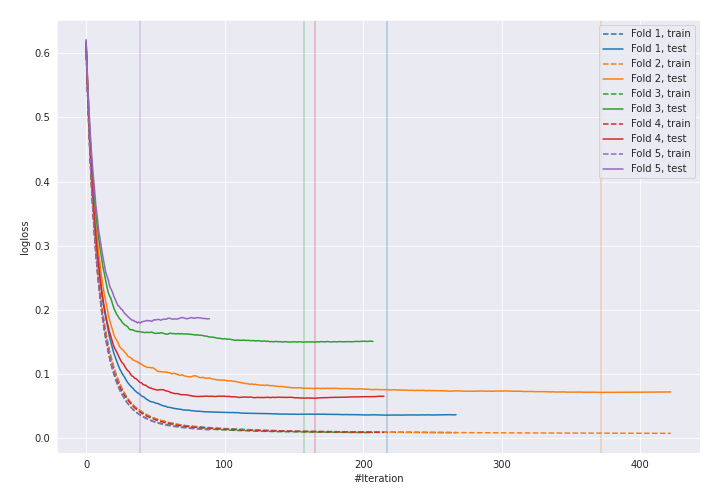 0.6
0.5
0.4
0.3
0.2
0.1
0.0
logloss
0
100
200
300
400
#Iteration
Fold 1, train
Fold 1, test
Fold 2, train
Fold 2, test
Fold 3, train
Fold 3, test
Fold 4, train
Fold 4, test
Fold 5, train
Fold 5, test